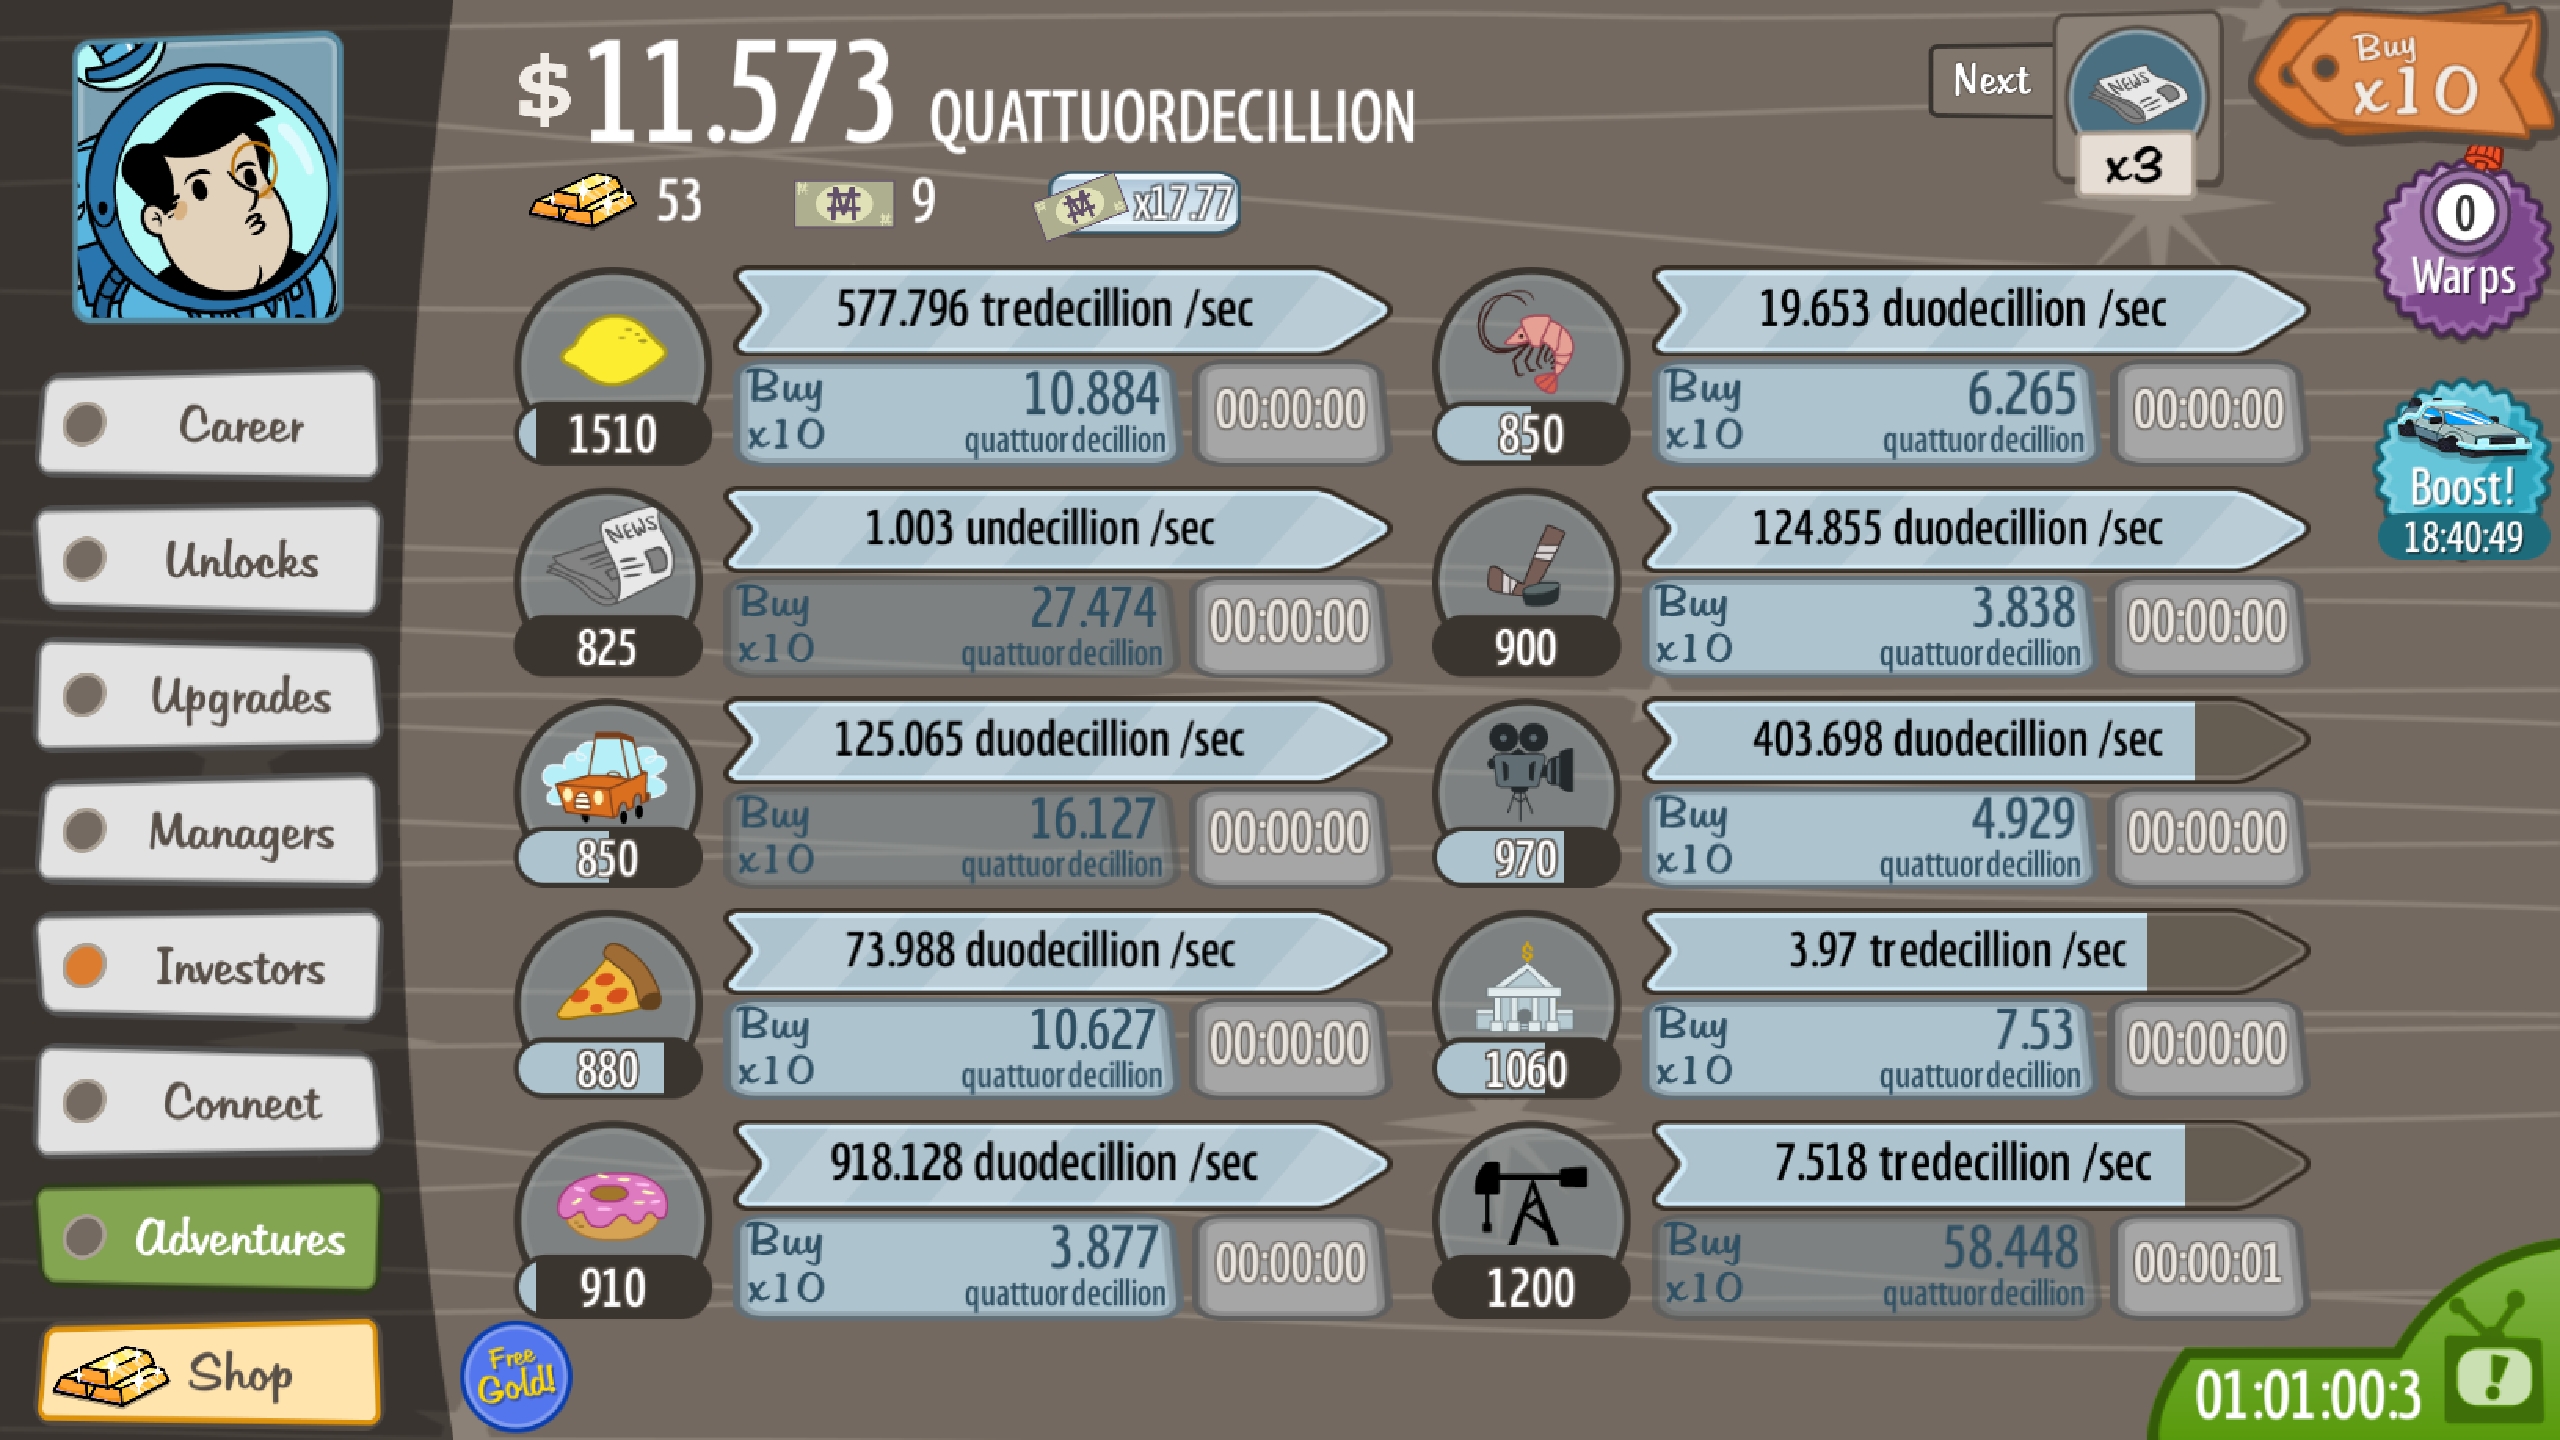 $11.573 QUATTUORDECILLION
Next
x3
Buy
x10
53
9
x17.77
0
Warps
Boost!
18:40:49
Career
Unlocks
Upgrades
Managers
Investors
Connect
Adventures
Shop
577.796 tredecillion /sec
1510
Buy
x10
10.884
quattuordecillion
00:00:00
NEWS
1.003 undecillion /sec
825
Buy
x10
27.474
quattuordecillion
00:00:00
125.065 duodecillion /sec
850
Buy
x10
16.127
quattuordecillion
00:00:00
73.988 duodecillion /sec
880
Buy
x10
10.627
quattuordecillion
00:00:00
918.128 duodecillion /sec
910
Buy
x10
3.877
quattuordecillion
00:00:00
19.653 duodecillion /sec
850
Buy
x10
6.265
quattuordecillion
00:00:00
124.855 duodecillion /sec
900
Buy
x10
3.838
quattuordecillion
00:00:00
403.698 duodecillion /sec
970
Buy
x10
4.929
quattuordecillion
00:00:00
3.97 tredecillion /sec
1060
Buy
x10
7.53
quattuordecillion
00:00:00
7.518 tredecillion /sec
1200
Buy
x10
58.448
quattuordecillion
00:00:01
Free
Gold!
01:01:00:3
NEWS